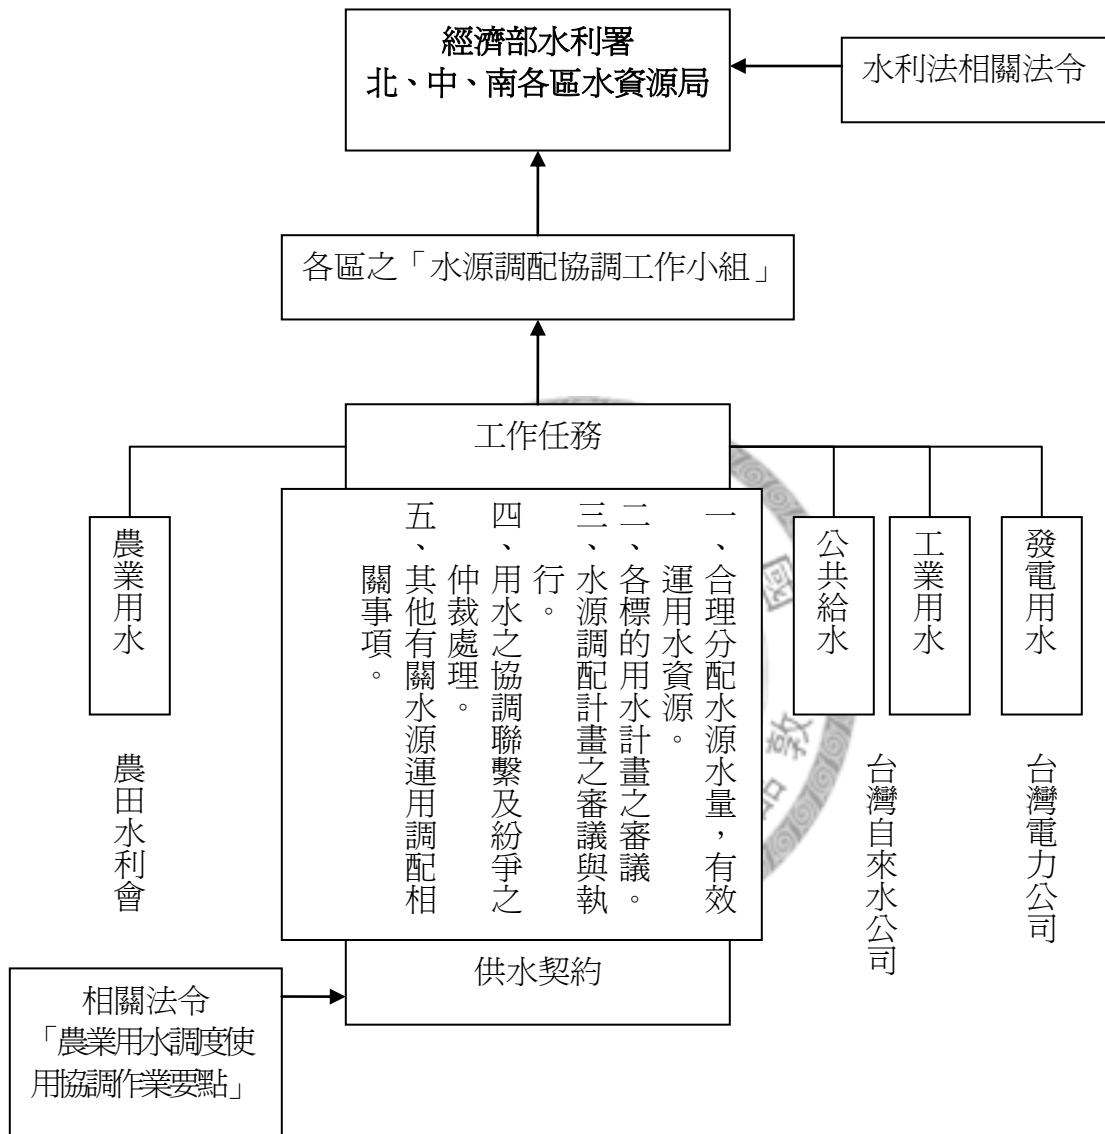 經濟部水利署
北、中、南各區水資源局
水利法相關法令
各區之「水源調配協調工作小組」
工作任務
農業用水
一、合理分配水源水量，有效
運用水資源。
二、各標的用水計畫之審議。
三、水源調配計畫之審議與執
行。
四、用水之協調聯繫及紛爭之
仲裁處理。
五、其他有關水源運用調配相
關事項。
公共給水
工業用水
發電用水
農田水利會
台灣自來水公司
台灣電力公司
供水契約
相關法令
「農業用水調度使
用協調作業要點」